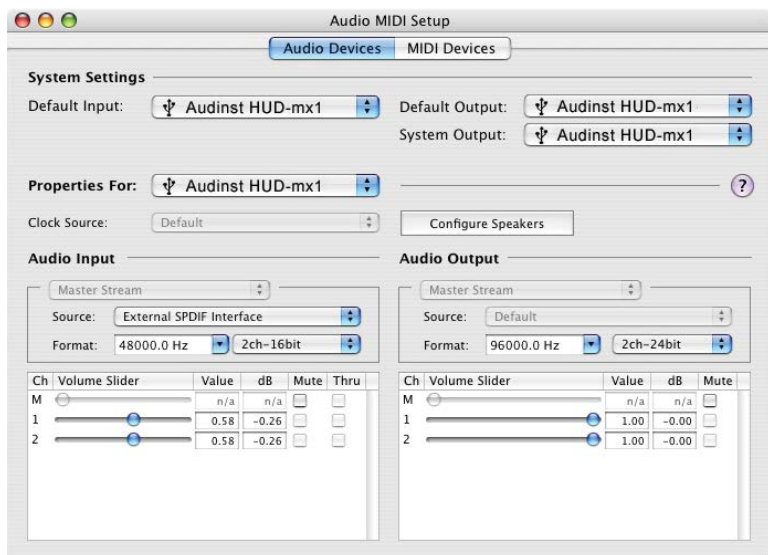 Audio MIDI Setup
Audio Devices MIDI Devices
System Settings
Default Input: Audinst HUD-mx1
Default Output: Audinst HUD-mx1
System Output: Audinst HUD-mx1
Properties For: Audinst HUD-mx1 ?
Clock Source: Default
Configure Speakers
Audio Input
Master Stream
Source: External SPDIF Interface
Format: 48000.0 Hz 2ch-16bit
Ch Volume Slider Value dB Mute Thru
M n/a n/a
1 0.58 -0.26
2 0.58 -0.26
Audio Output
Master Stream
Source: Default
Format: 96000.0 Hz 2ch-24bit
Ch Volume Slider Value dB Mute
M n/a n/a
1 1.00 -0.00
2 1.00 -0.00